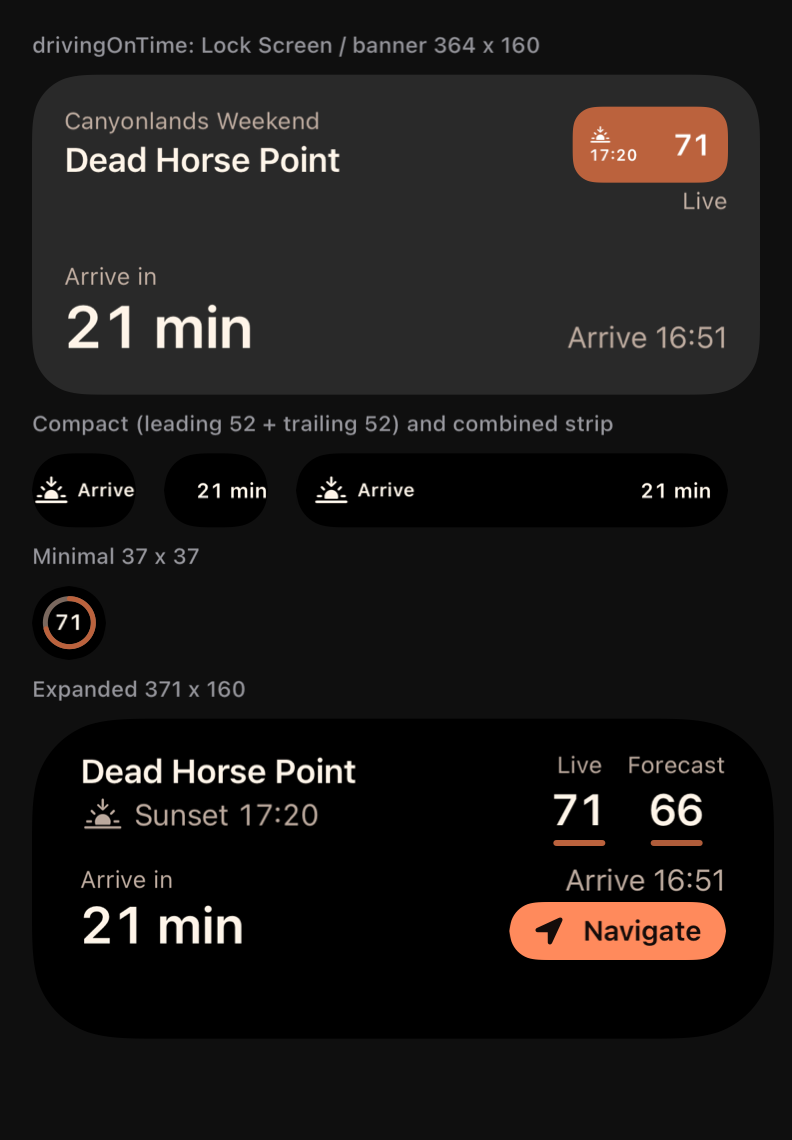 drivingOnTime: Lock Screen / banner 364 x 160
Canyonlands Weekend
Dead Horse Point
17:20
71
Live
Arrive in
21 min
Arrive 16:51
Compact (leading 52 + trailing 52) and combined strip
Arrive
21 min
Arrive
21 min
Minimal 37 x 37
71
Expanded 371 x 160
Dead Horse Point
Sunset 17:20
Live
Forecast
71
66
Arrive in
21 min
Arrive 16:51
Navigate